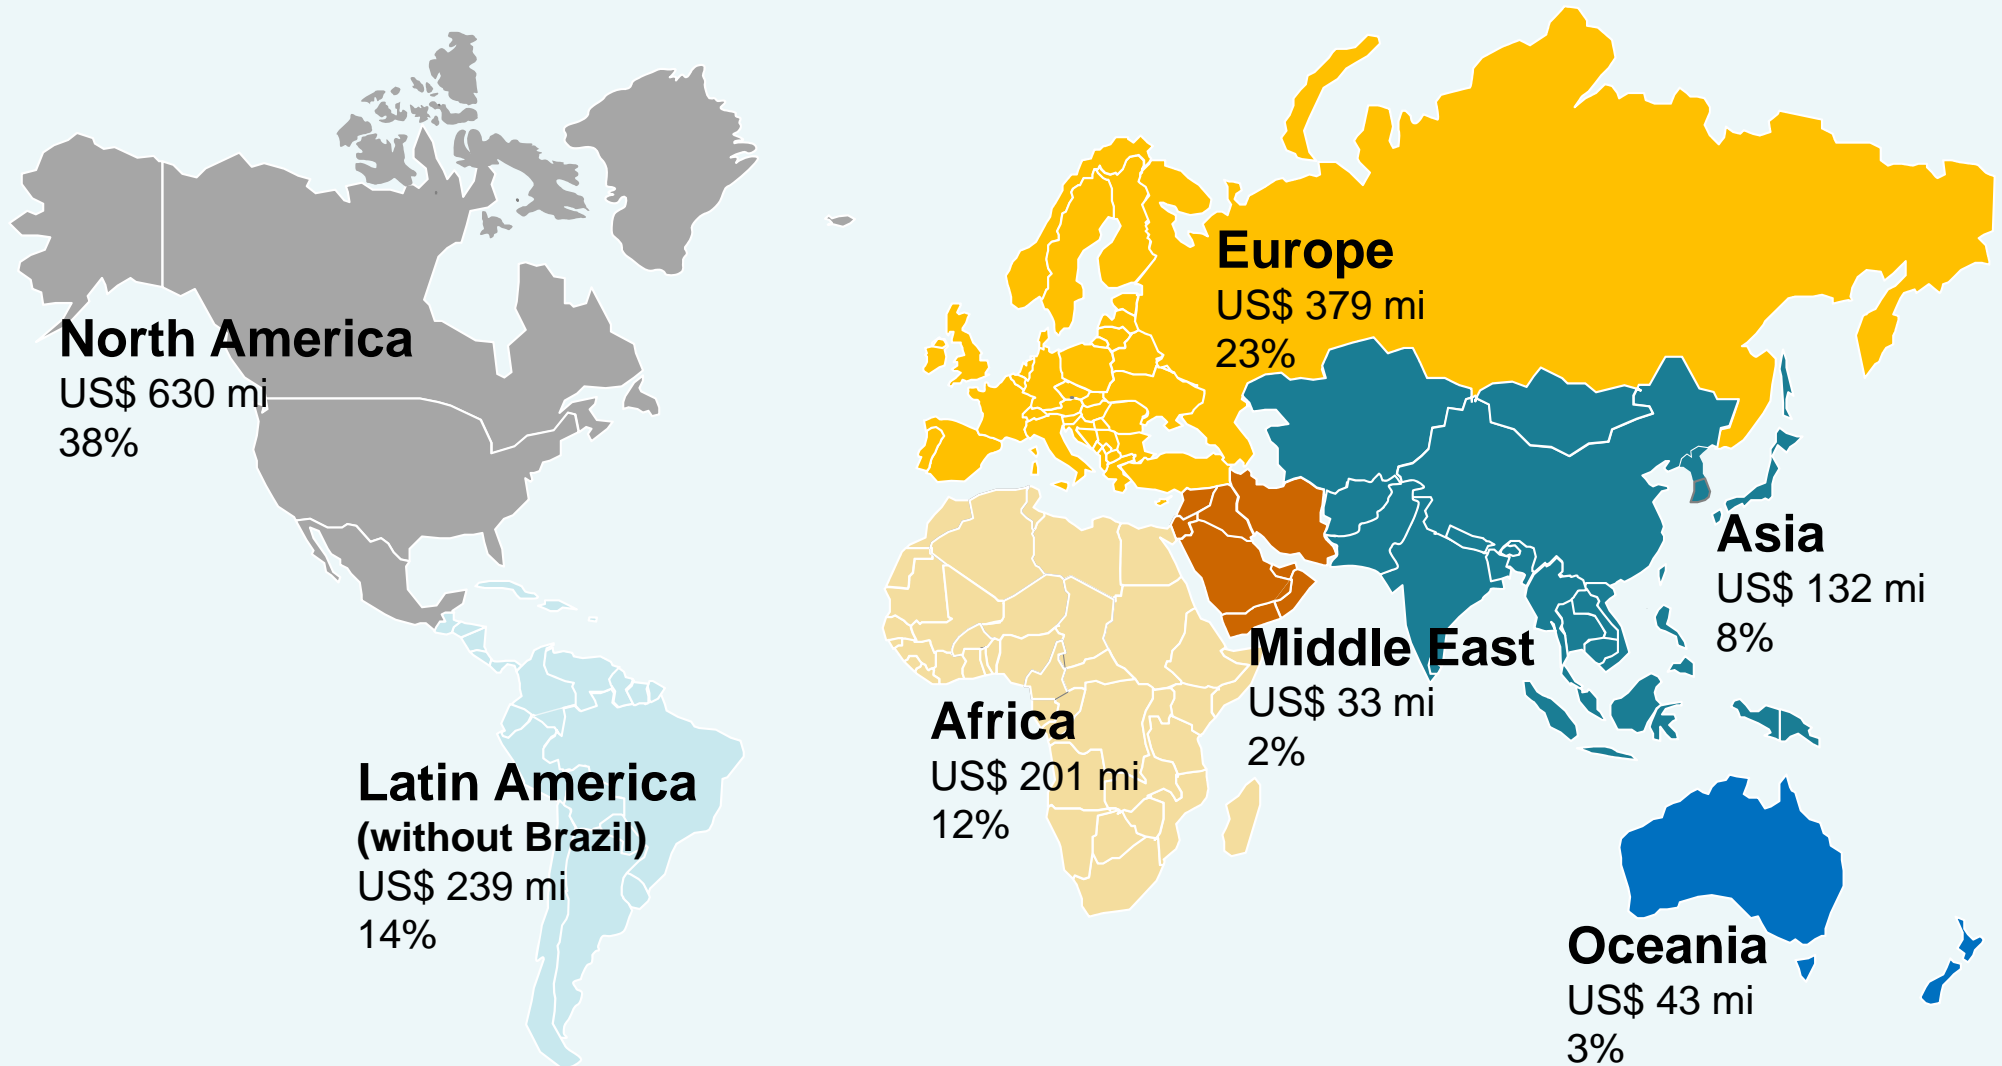 North America
US$ 630 mi
38%
Europe
US$ 379 mi
23%
Asia
US$ 132 mi
8%
Middle East
US$ 33 mi
2%
Africa
US$ 201 mi
12%
Latin America
(without Brazil)
US$ 239 mi
14%
Oceania
US$ 43 mi
3%